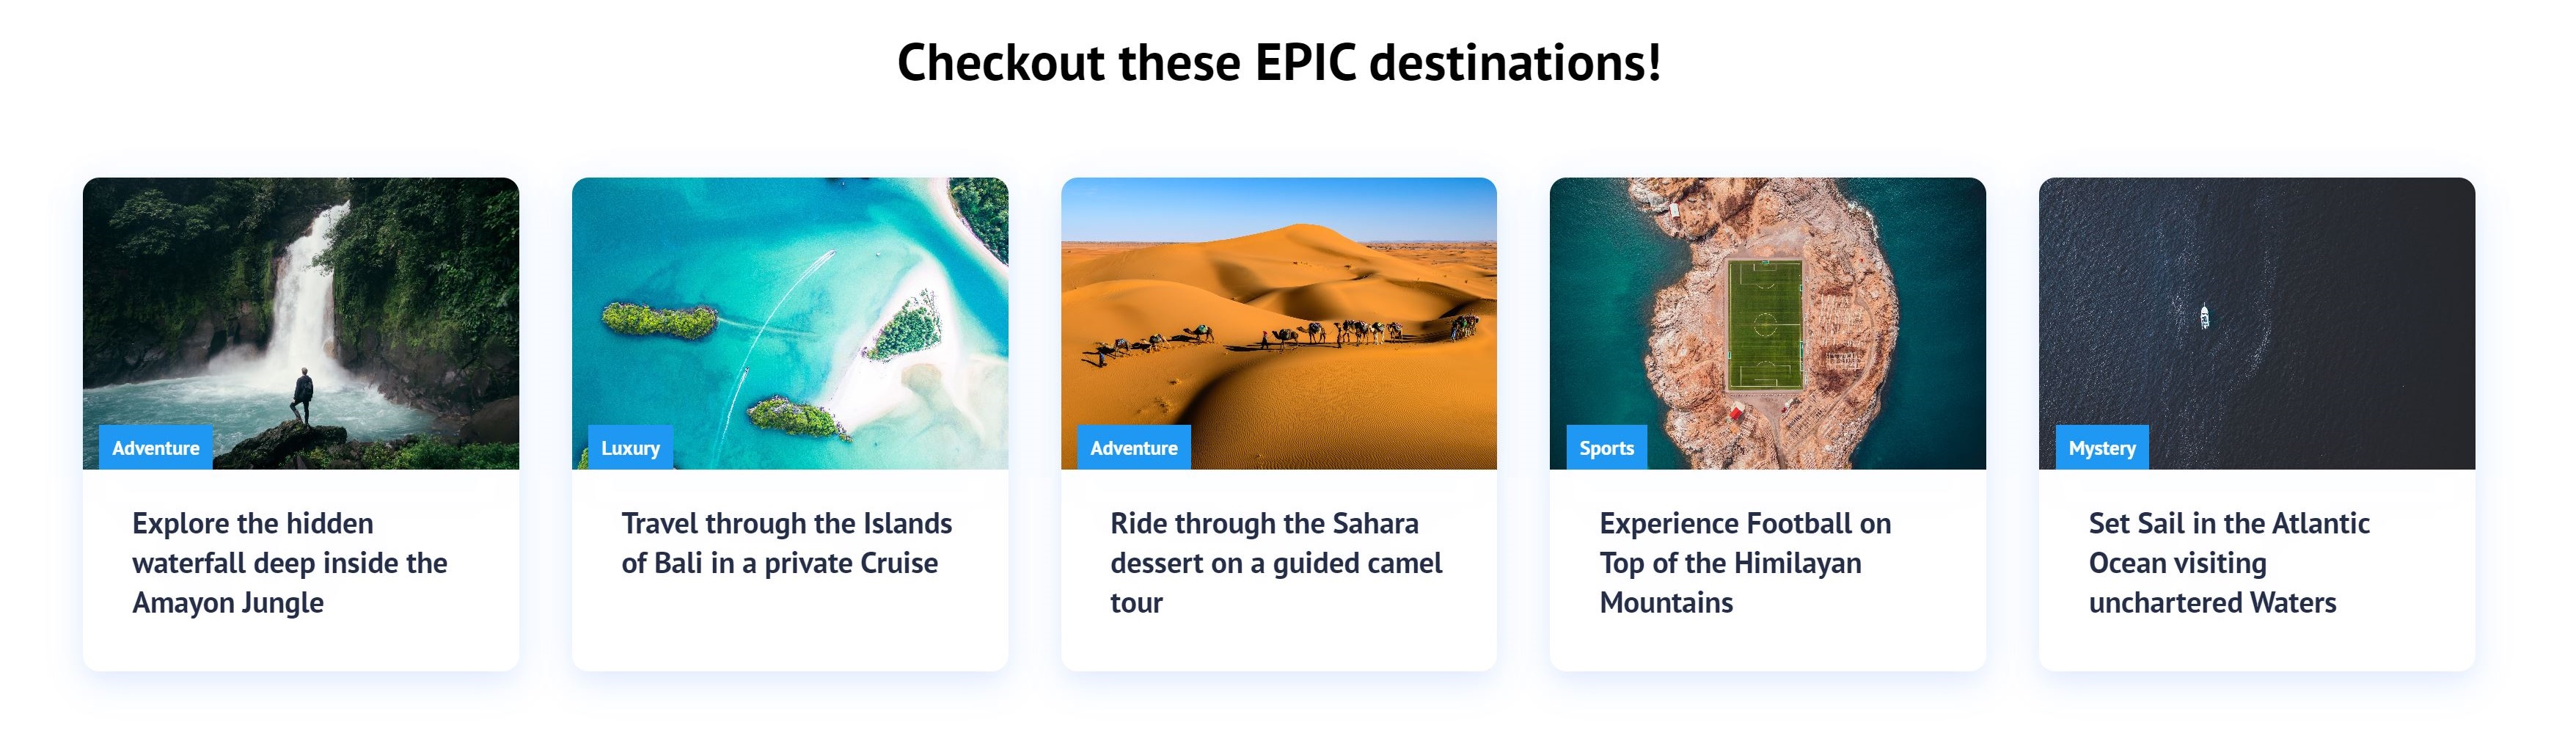 Checkout these EPIC destinations!
Adventure
Explore the hidden
waterfall deep inside the
Amayon Jungle
Luxury
Travel through the Islands
of Bali in a private Cruise
Adventure
Ride through the Sahara
dessert on a guided camel
tour
Sports
Experience Football on
Top of the Himilayan
Mountains
Mystery
Set Sail in the Atlantic
Ocean visiting
unchartered Waters